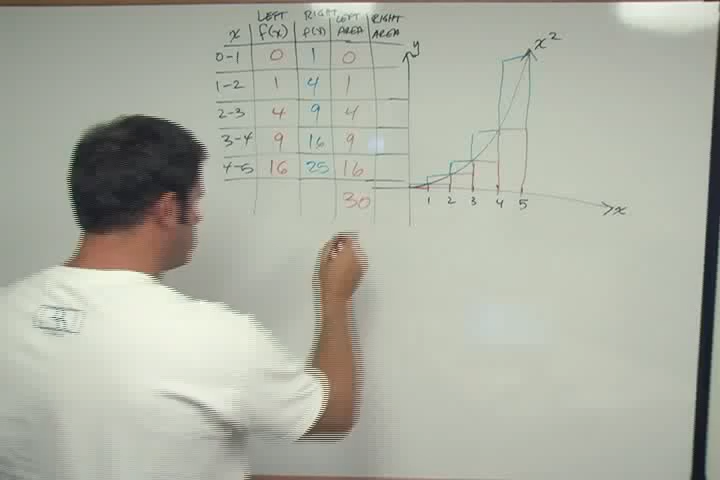 x LEFT f(x) RIGHT f(x) LEFT AREA RIGHT AREA
0-1 0 1 0
1-2 1 4 1
2-3 4 9 4
3-4 9 16 9
4-5 16 25 16
30
y
x²
1 2 3 4 5
x